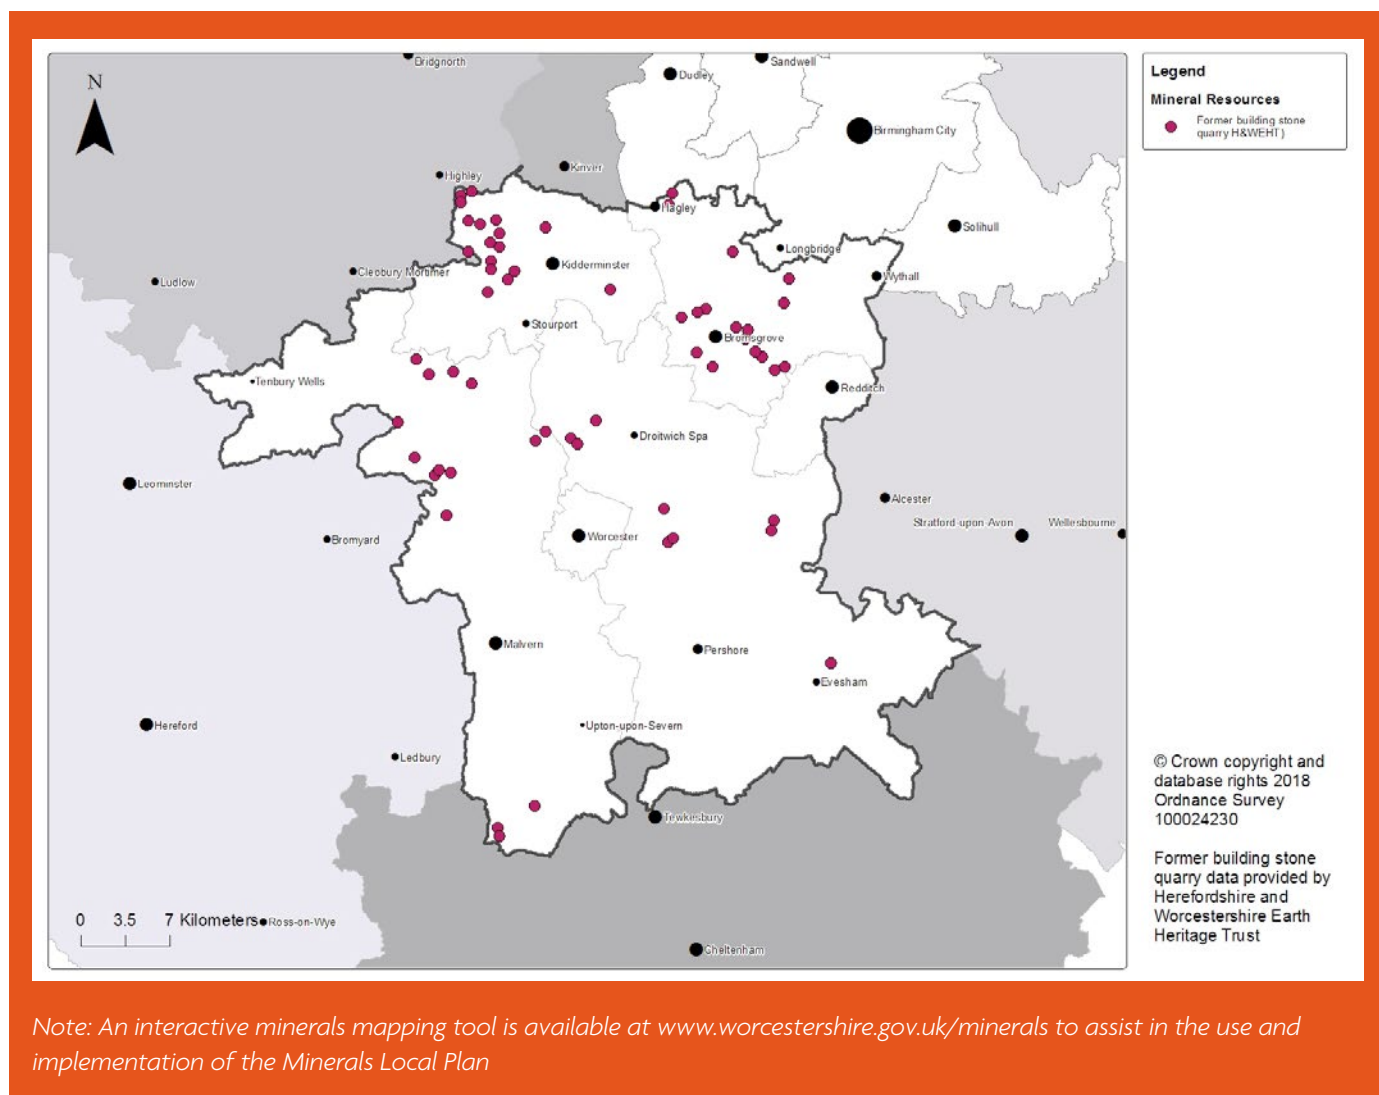 Bridgnorth
Sandwell
Dudley
N
Birmingham City
Kinver
Highley
Hagley
Solihull
Longbridge
Kidderminster
Cleobury Mortimer
Wythall
Ludlow
Stourport
Bromsgrove
Tenbury Wells
Redditch
Droitwich Spa
Leominster
Alcester
Stratford-upon-Avon
Wellesbourne
Worcester
Bromyard
Malvern
Pershore
Evesham
Hereford
Upton-upon-Severn
Ledbury
Tewkesbury
0 3.5 7 Kilometers
Ross-on-Wye
Cheltenham
Legend
Mineral Resources
Former building stone
quarry H&WEHT)
© Crown copyright and
database rights 2018
Ordnance Survey
100024230
Former building stone
quarry data provided by
Herefordshire and
Worcestershire Earth
Heritage Trust
Note: An interactive minerals mapping tool is available at www.worcestershire.gov.uk/minerals to assist in the use and
implementation of the Minerals Local Plan